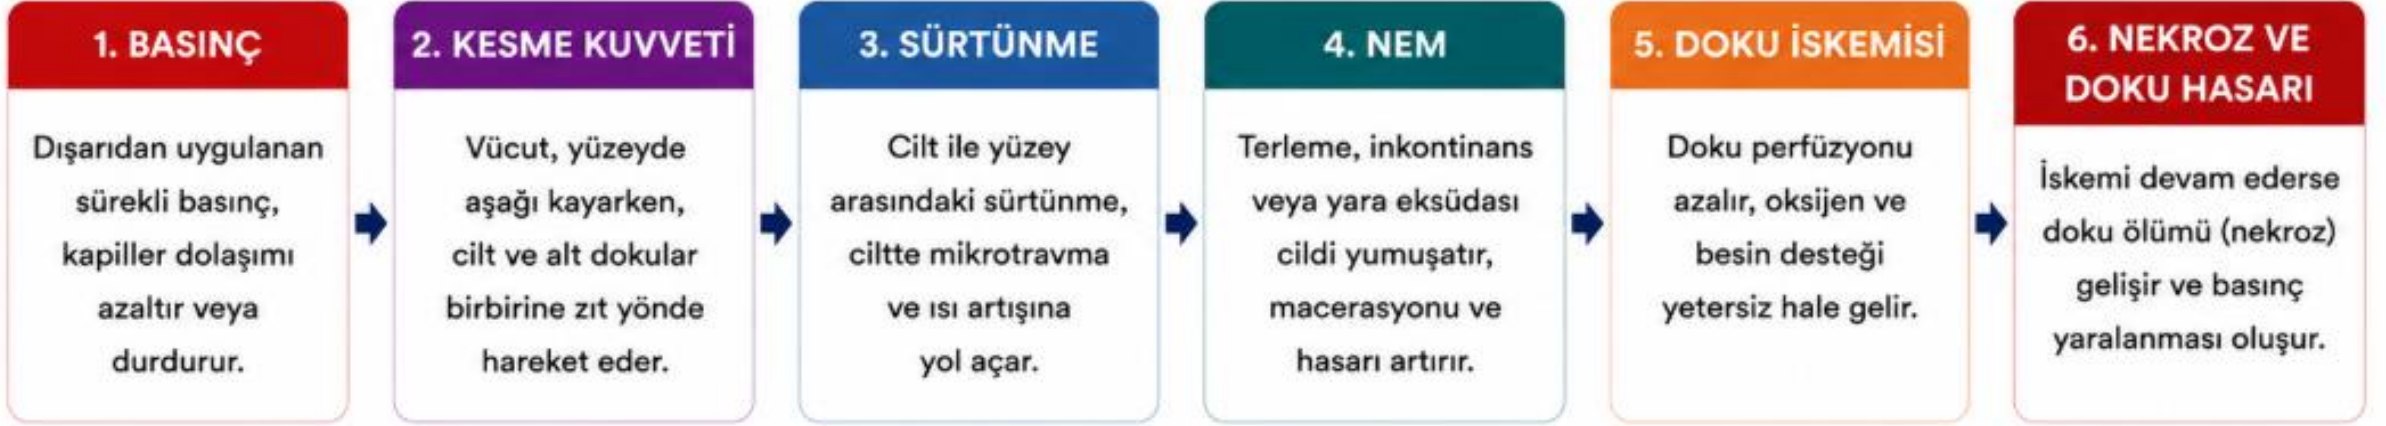 1. BASINÇ
Dışarıdan uygulanan
sürekli basınç,
kapiller dolaşımı
azaltır veya
durdurur.
2. KESME KUVVETİ
Vücut, yüzeyde
aşağı kayarken,
cilt ve alt dokular
birbirine zıt yönde
hareket eder.
3. SÜRTÜNME
Cilt ile yüzey
arasındaki sürtünme,
ciltte mikrotravma
ve ısı artışına
yol açar.
4. NEM
Terleme, inkontinans
veya yara eksüdası
cildi yumuşatır,
macerasyonu ve
hasarı artırır.
5. DOKU İSKEMİSİ
Doku perfüzyonu
azalır, oksijen ve
besin desteği
yetersiz hale gelir.
6. NEKROZ VE
DOKU HASARI
İskemi devam ederse
doku ölümü (nekroz)
gelişir ve basınç
yaralanması oluşur.